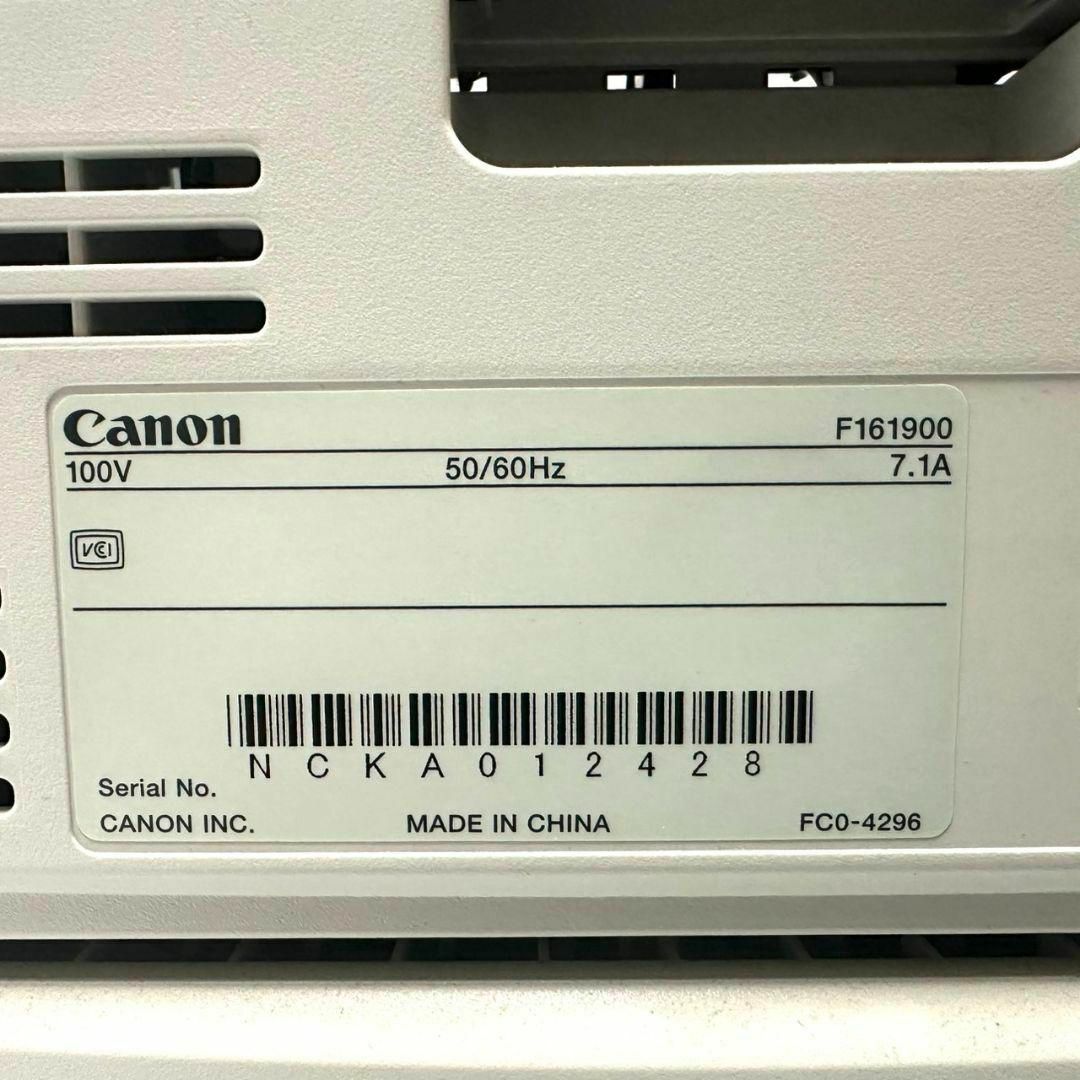 Canon F161900
100V 50/60Hz 7.1A
VCI
NCKA012428
Serial No.
CANON INC. MADE IN CHINA FC0-4296